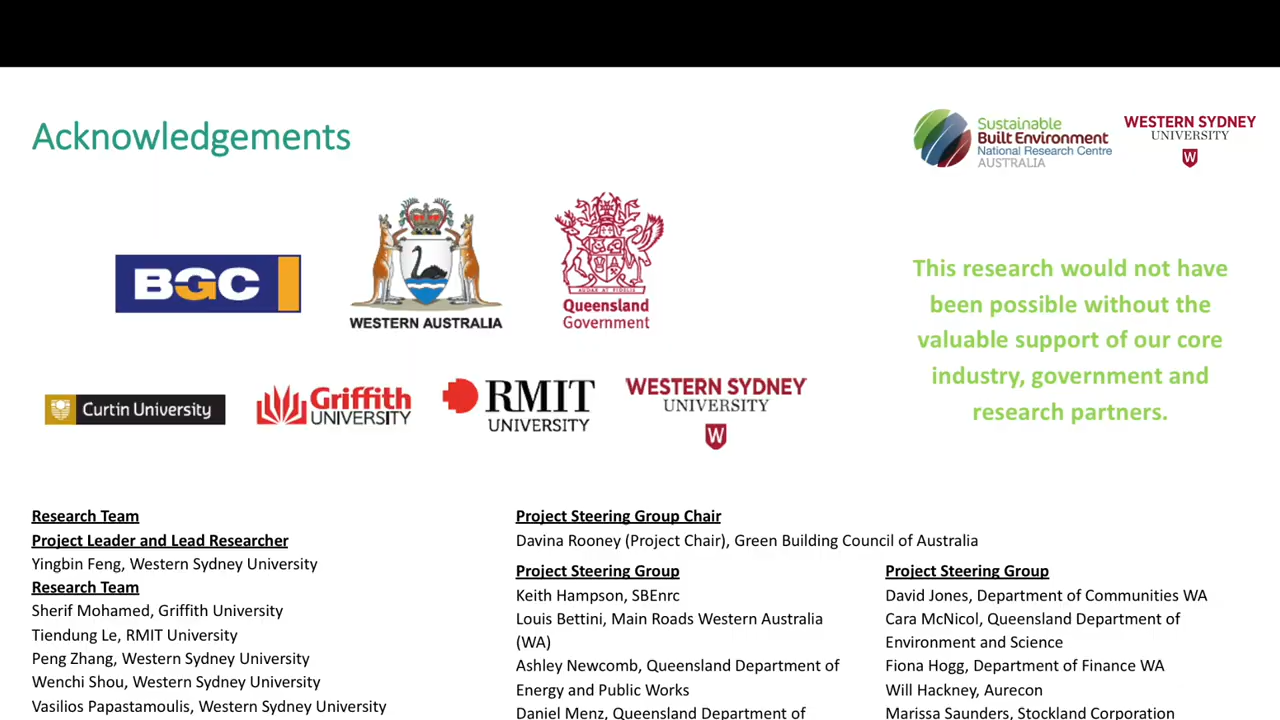 Acknowledgements
Sustainable
Built Environment
National Research Centre
AUSTRALIA
WESTERN SYDNEY
UNIVERSITY
W
BGC
WESTERN AUSTRALIA
Queensland
Government
Curtin University
Griffith
UNIVERSITY
RMIT
UNIVERSITY
WESTERN SYDNEY
UNIVERSITY
W
This research would not have
been possible without the
valuable support of our core
industry, government and
research partners.
Research Team
Project Leader and Lead Researcher
Yingbin Feng, Western Sydney University
Research Team
Sherif Mohamed, Griffith University
Tiendung Le, RMIT University
Peng Zhang, Western Sydney University
Wenchi Shou, Western Sydney University
Vasilios Papastamoulis, Western Sydney University
Project Steering Group Chair
Davina Rooney (Project Chair), Green Building Council of Australia
Project Steering Group
Keith Hampson, SBEnrc
Louis Bettini, Main Roads Western Australia
(WA)
Ashley Newcomb, Queensland Department of
Energy and Public Works
Daniel Menz, Queensland Department of
Project Steering Group
David Jones, Department of Communities WA
Cara McNicol, Queensland Department of
Environment and Science
Fiona Hogg, Department of Finance WA
Will Hackney, Aurecon
Marissa Saunders, Stockland Corporation